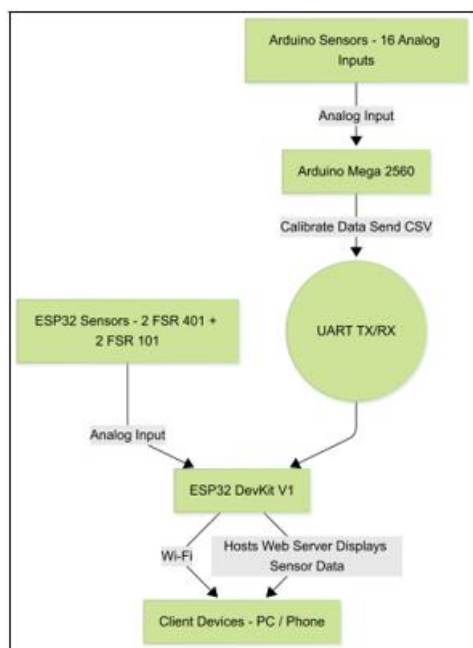 Arduino Sensors - 16 Analog
Inputs
Analog Input
Arduino Mega 2560
Calibrate Data Send CSV
UART TX/RX
ESP32 Sensors - 2 FSR 401 +
2 FSR 101
Analog Input
ESP32 DevKit V1
Wi-Fi
Hosts Web Server Displays
Sensor Data
Client Devices - PC / Phone